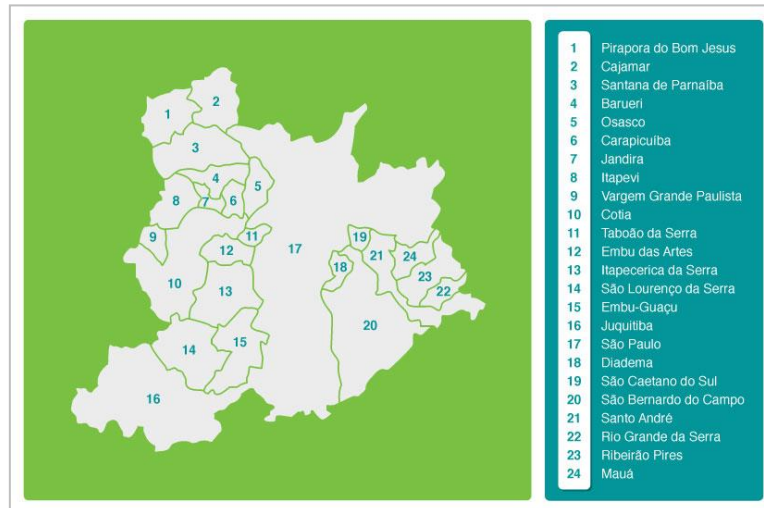 1
2
3
4
5
6
7
8
9
10
11
12
13
14
15
16
17
18
19
20
21
22
23
24
1 Pirapora do Bom Jesus
2 Cajamar
3 Santana de Parnaíba
4 Barueri
5 Osasco
6 Carapicuíba
7 Jandira
8 Itapevi
9 Vargem Grande Paulista
10 Cotia
11 Taboão da Serra
12 Embu das Artes
13 Itapecerica da Serra
14 São Lourenço da Serra
15 Embu-Guaçu
16 Juquitiba
17 São Paulo
18 Diadema
19 São Caetano do Sul
20 São Bernardo do Campo
21 Santo André
22 Rio Grande da Serra
23 Ribeirão Pires
24 Mauá